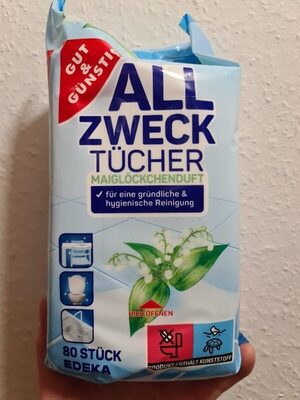 GUT &
GÜNSTIG
ALL
ZWECK
TÜCHER
MAIGLÖCKCHENDUFT
für eine gründliche &
hygienische Reinigung
HIER ÖFFNEN
80 STÜCK
EDEKA
PRODUKT ENTHÄLT KUNSTSTOFF